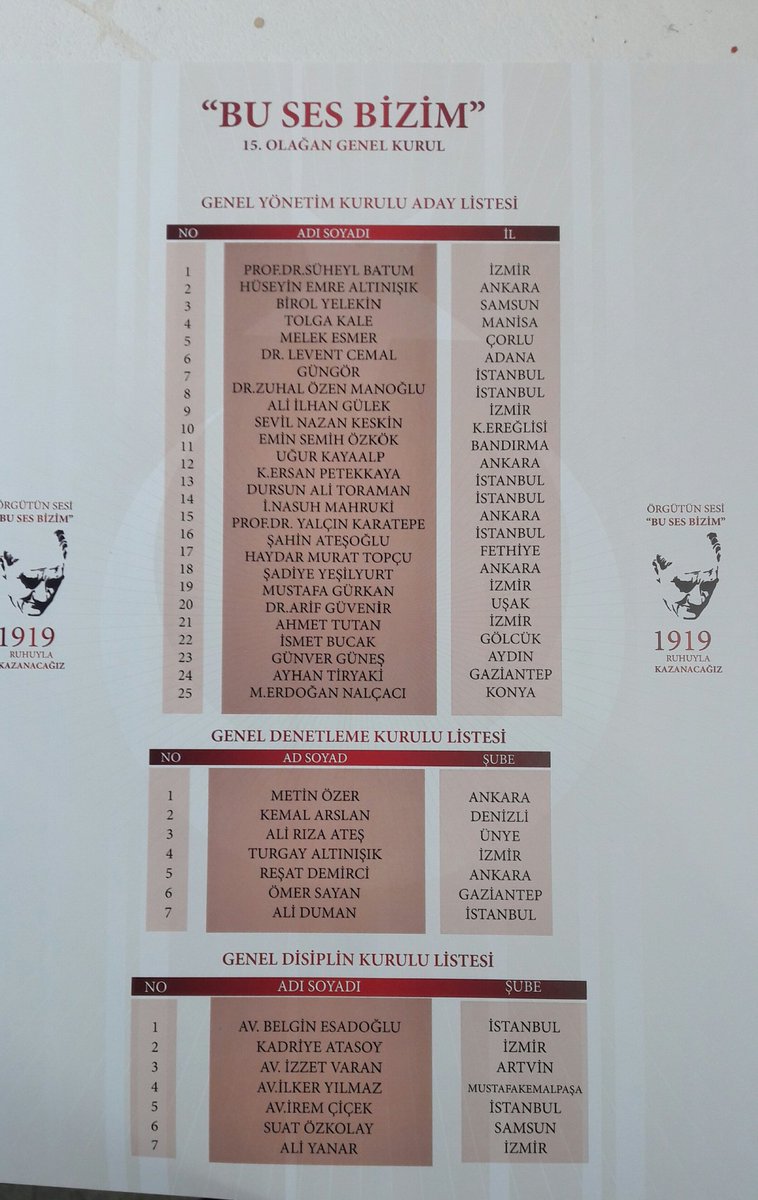 "BU SES BİZİM"
15. OLAĞAN GENEL KURUL
GENEL YÖNETİM KURULU ADAY LİSTESİ
NO ADI SOYADI İL
1 PROF.DR.SÜHEYL BATUM İZMİR
2 HÜSEYİN EMRE ALTINIŞIK ANKARA
3 BİROL YELEKİN SAMSUN
4 TOLGA KALE MANİSA
5 MELEK ESMER ÇORLU
6 DR. LEVENT CEMAL ADANA
GÜNGÖR
7 DR.ZUHAL ÖZEN MANOĞLU İSTANBUL
8 ALİ İLHAN GÜLEK İSTANBUL
9 SEVİL NAZAN KESKİN İZMİR
10 EMİN SEMİH ÖZKÖK K.EREĞLİSİ
11 UĞUR KAYAALP BANDIRMA
12 K.ERSAN PETEKKAYA ANKARA
13 DURSUN ALİ TORAMAN İSTANBUL
14 İ.NASUH MAHRUKİ İSTANBUL
15 PROF.DR. YALÇIN KARATEPE ANKARA
16 ŞAHİN ATEŞOĞLU İSTANBUL
17 HAYDAR MURAT TOPÇU FETHİYE
18 ŞADİYE YEŞİLYURT ANKARA
19 MUSTAFA GÜRKAN İZMİR
20 DR.ARİF GÜVENİR UŞAK
21 AHMET TUTAN İZMİR
22 İSMET BUCAK GÖLCÜK
23 GÜNVER GÜNEŞ AYDIN
24 AYHAN TİRYAKİ GAZİANTEP
25 M.ERDOĞAN NALÇACI KONYA
ÖRGÜTÜN SESİ
"BU SES BİZİM"
1919
RUHUYLA
KAZANACAĞIZ
ÖRGÜTÜN SESİ
"BU SES BİZİM"
1919
RUHUYLA
KAZANACAĞIZ
GENEL DENETLEME KURULU LİSTESİ
NO AD SOYAD ŞUBE
1 METİN ÖZER ANKARA
2 KEMAL ARSLAN DENİZLİ
3 ALİ RIZA ATEŞ ÜNYE
4 TURGAY ALTINIŞIK İZMİR
5 REŞAT DEMİRCİ ANKARA
6 ÖMER SAYAN GAZİANTEP
7 ALİ DUMAN İSTANBUL
GENEL DİSİPLİN KURULU LİSTESİ
NO ADI SOYADI ŞUBE
1 AV. BELGİN ESADOĞLU İSTANBUL
2 KADRİYE ATASOY İZMİR
3 AV. İZZET VARAN ARTVİN
4 AV.İLKER YILMAZ MUSTAFAKEMALPAŞA
5 AV.İREM ÇİÇEK İSTANBUL
6 SUAT ÖZKOLAY SAMSUN
7 ALİ YANAR İZMİR